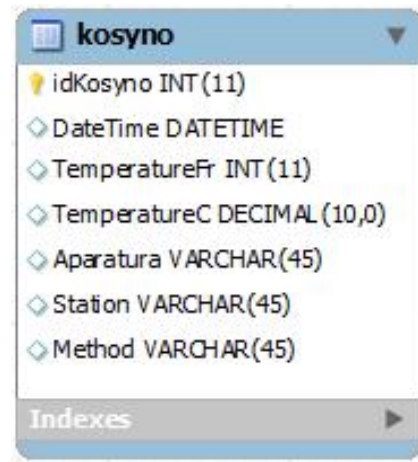 kosyno
idKosyno INT(11)
DateTime DATETIME
TemperatureFr INT(11)
TemperatureC DECIMAL(10,0)
Aparatura VARCHAR(45)
Station VARCHAR(45)
Method VARCHAR(45)
Indexes